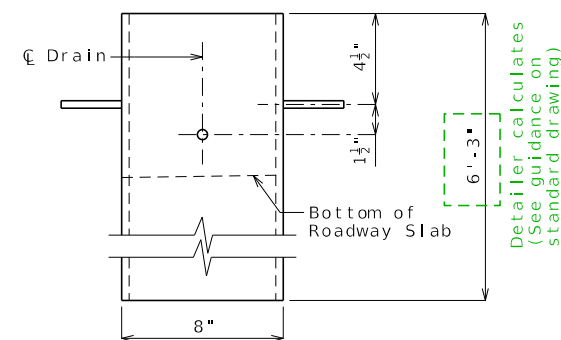 ℄ Drain
4½"
1½"
6'-3"
Detailer calculates
(See guidance on
standard drawing)
Bottom of
Roadway Slab
8"